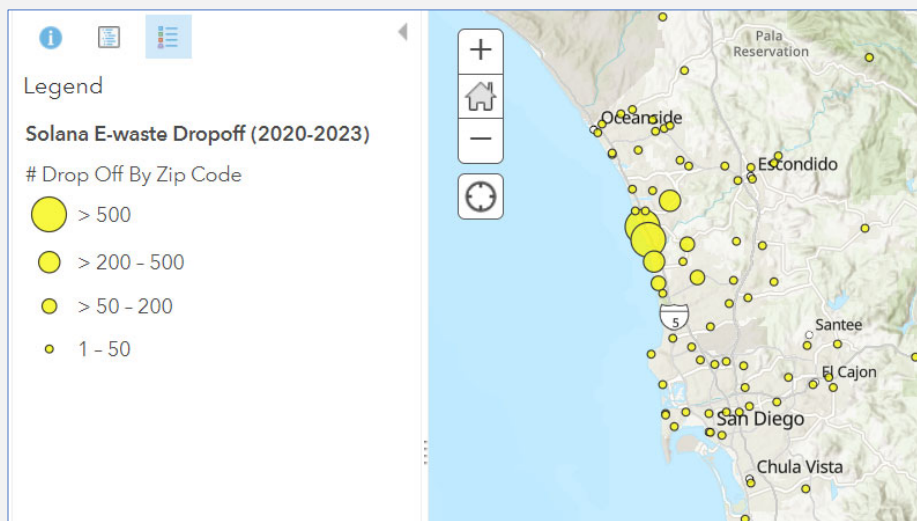 Legend
Solana E-waste Dropoff (2020-2023)
# Drop Off By Zip Code
> 500
> 200 – 500
> 50 – 200
1 – 50
+
−
Pala
Reservation
Oceanside
Escondido
5
Santee
El Cajon
San Diego
Chula Vista